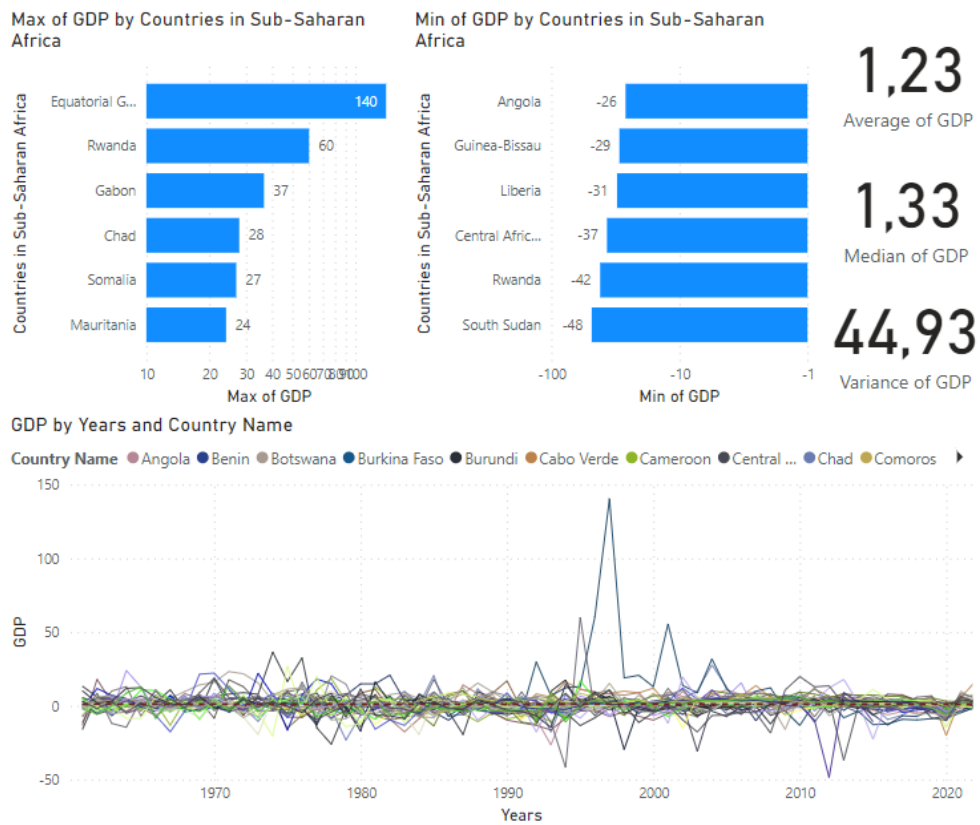 Max of GDP by Countries in Sub-Saharan
Africa
Countries in Sub-Saharan Africa
Equatorial G... 140
Rwanda 60
Gabon 37
Chad 28
Somalia 27
Mauritania 24
10 20 30 40 50 60 70 80 90 100
Max of GDP
Min of GDP by Countries in Sub-Saharan
Africa
Countries in Sub-Saharan Africa
Angola -26
Guinea-Bissau -29
Liberia -31
Central Afric... -37
Rwanda -42
South Sudan -48
-100 -10 -1
Min of GDP
1,23
Average of GDP
1,33
Median of GDP
44,93
Variance of GDP
GDP by Years and Country Name
Country Name Angola Benin Botswana Burkina Faso Burundi Cabo Verde Cameroon Central ... Chad Comoros
GDP
150
100
50
0
-50
1970 1980 1990 2000 2010 2020
Years